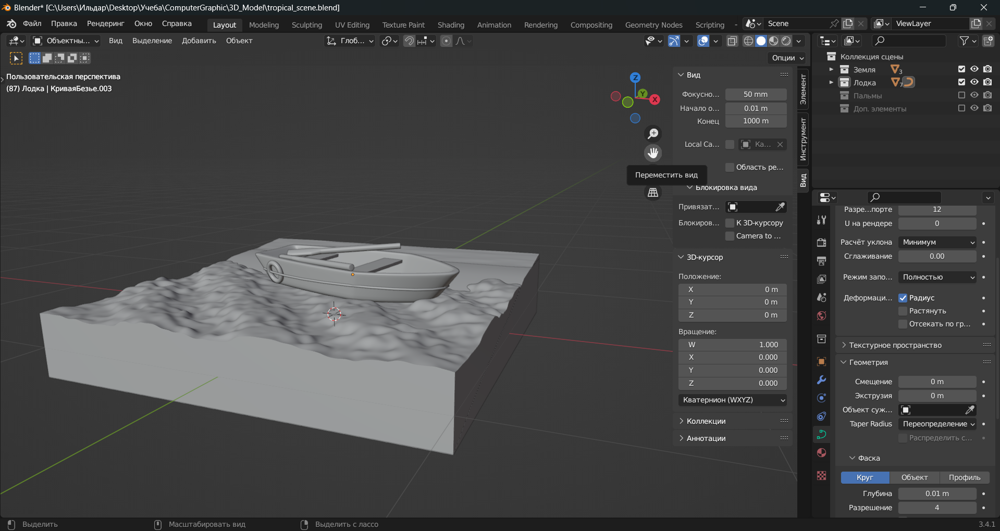 Blender* [C:\Users\Ильдар\Desktop\Учеба\ComputerGraphic\3D_Model\tropical_scene.blend]
Файл Правка Рендеринг Окно Справка Layout Modeling Sculpting UV Editing Texture Paint Shading Animation Rendering Compositing Geometry Nodes Scripting Scene ViewLayer
Объектны... Вид Выделение Добавить Объект Глоб...
Опции
Пользовательская перспектива
(87) Лодка | КриваяБезье.003
Z
Y
X
Переместить вид
Вид
Фокусно... 50 mm
Начало о... 0.01 m
Конец 1000 m
Local Ca... Ка...
Область ре...
Блокировка вида
Привязат...
Блокиров... К 3D-курсору
Camera to ...
3D-курсор
Положение:
X 0 m
Y 0 m
Z 0 m
Вращение:
W 1.000
X 0.000
Y 0.000
Z 0.000
Кватернион (WXYZ)
Коллекции
Аннотации
Элемент
Инструмент
Вид
Коллекция сцены
Земля 3
Лодка 7
Пальмы
Доп. элементы
Разре...порте 12
U на рендере 0
Расчёт уклона Минимум
Сглаживание 0.00
Режим запо... Полностью
Деформаци... Радиус
Растянуть
Отсекать по гр...
Текстурное пространство
Геометрия
Смещение 0 m
Экструзия 0 m
Объект суж...
Taper Radius Переопределение
Распределить с...
Фаска
Круг Объект Профиль
Глубина 0.01 m
Разрешение 4
Выделить Масштабировать вид Выделить с лассо 3.4.1